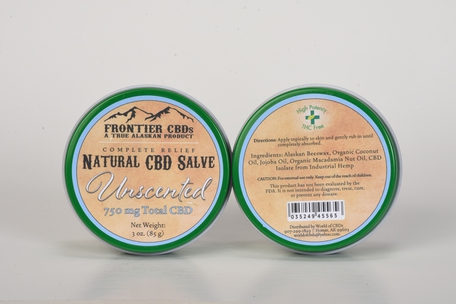 FRONTIER CBDs
A TRUE ALASKAN PRODUCT
COMPLETE RELIEF
NATURAL CBD SALVE
Unscented
750 mg Total CBD
Net Weight:
3 oz. (85 g)
High Potency
THC Free
Directions: Apply topically to skin and gently rub in until
completely absorbed.
Ingredients: Alaskan Beeswax, Organic Coconut
Oil, Jojoba Oil, Organic Macadamia Nut Oil, CBD
Isolate from Industrial Hemp
CAUTION: For external use only. Keep out of the reach of children.
This product has not been evaluated by the
FDA. It is not intended to diagnose, treat, cure,
or prevent any disease
Distributed by World of CBDs